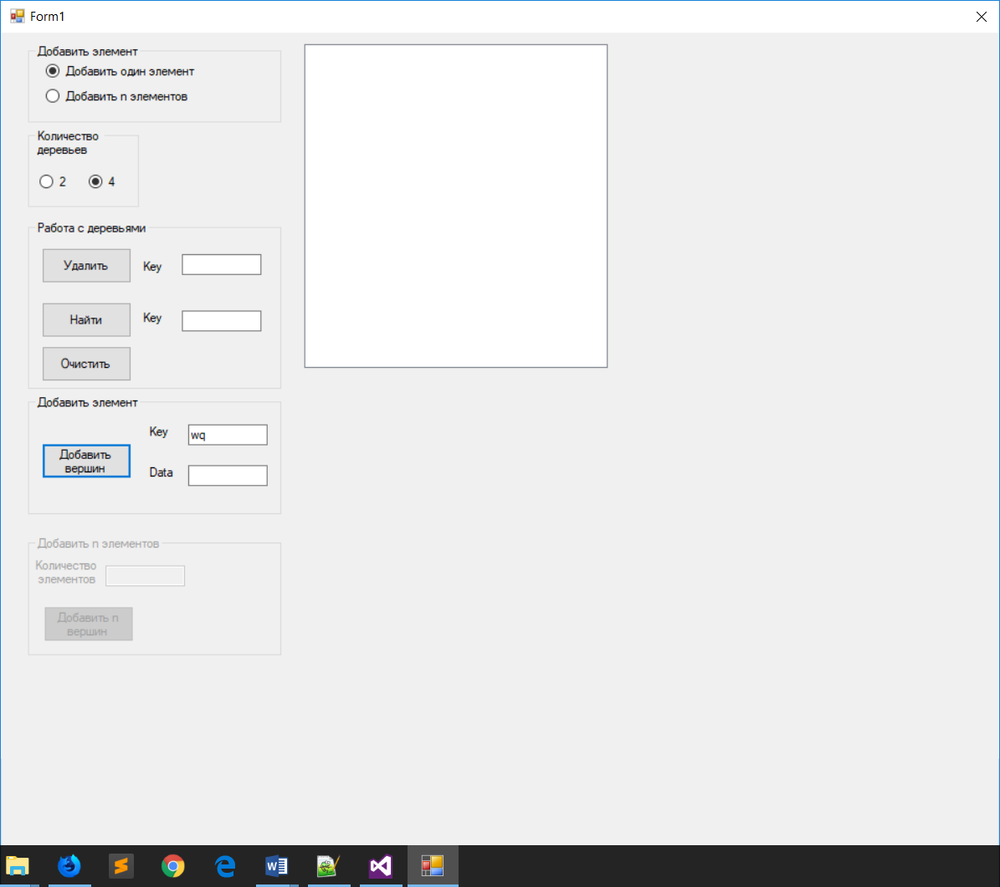 Form1
Добавить элемент
Добавить один элемент
Добавить n элементов
Количество
деревьев
2 4
Работа с деревьями
Удалить Key
Найти Key
Очистить
Добавить элемент
Key wq
Добавить
вершин
Data
Добавить n элементов
Количество
элементов
Добавить n
вершин